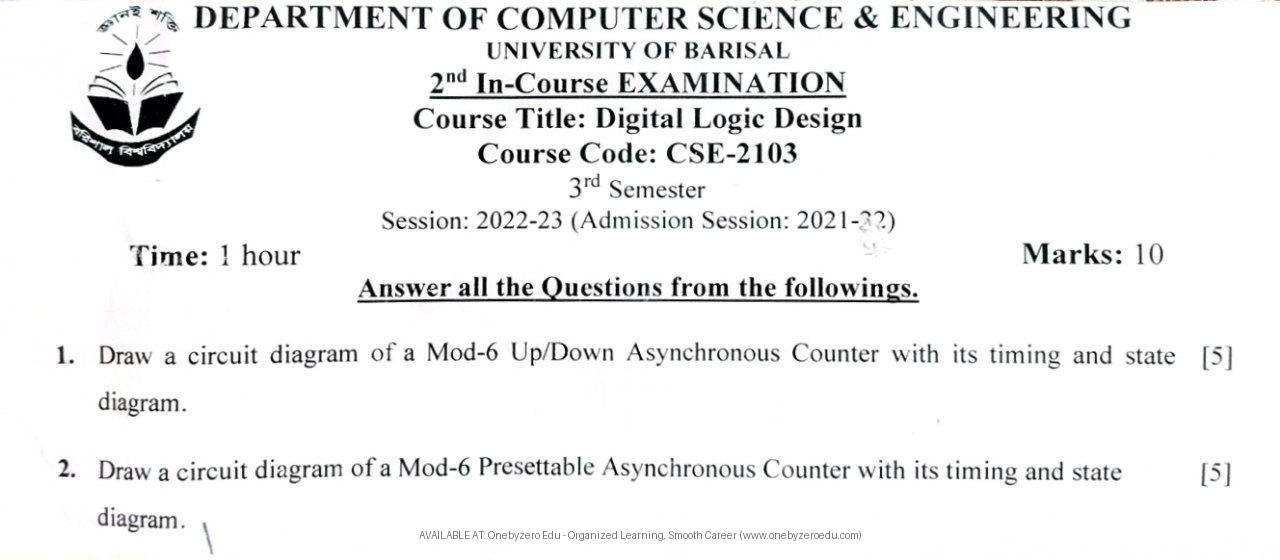 জ্ঞানই শক্তি
DEPARTMENT OF COMPUTER SCIENCE & ENGINEERING
UNIVERSITY OF BARISAL
2nd In-Course EXAMINATION
Course Title: Digital Logic Design
Course Code: CSE-2103
বরিশাল বিশ্ববিদ্যালয়
3rd Semester
Session: 2022-23 (Admission Session: 2021-22)
Time: 1 hour Marks: 10
Answer all the Questions from the followings.
1. Draw a circuit diagram of a Mod-6 Up/Down Asynchronous Counter with its timing and state [5]
diagram.
2. Draw a circuit diagram of a Mod-6 Presettable Asynchronous Counter with its timing and state [5]
diagram.
AVAILABLE AT: Onebyzero Edu - Organized Learning, Smooth Career (www.onebyzeroedu.com)